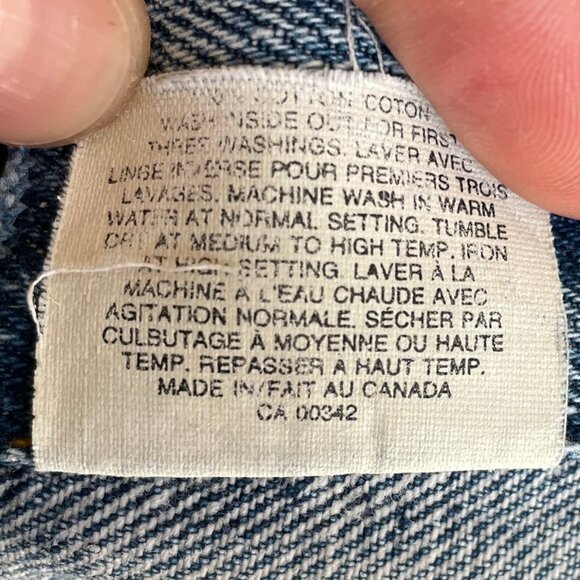 COTTON COTON
WASH INSIDE OUT FOR FIRST
THREE WASHINGS. LAVER AVEC
LINGE INVERSE POUR PREMIERS TROIS
LAVAGES. MACHINE WASH IN WARM
WATER AT NORMAL SETTING. TUMBLE
DRY AT MEDIUM TO HIGH TEMP. IRON
AT HIGH SETTING. LAVER À LA
MACHINE À L'EAU CHAUDE AVEC
AGITATION NORMALE. SÉCHER PAR
CULBUTAGE À MOYENNE OU HAUTE
TEMP. REPASSER A HAUT TEMP.
MADE IN/FAIT AU CANADA
CA 00342